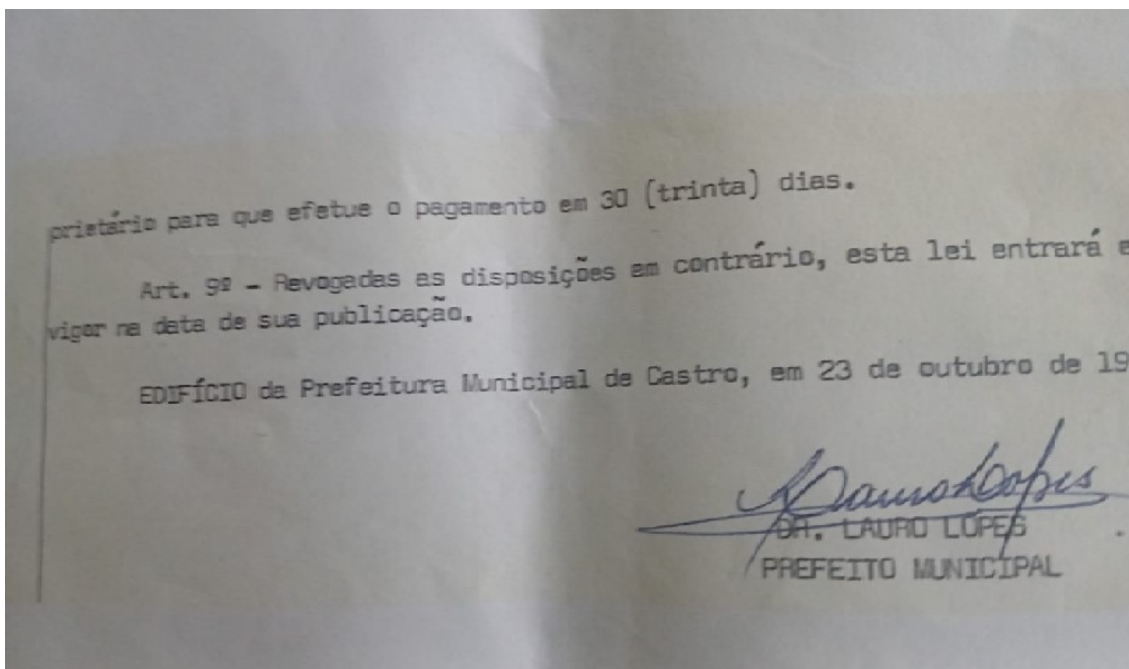 prietário para que efetue o pagamento em 30 (trinta) dias.
Art. 9º - Revogadas as disposições em contrário, esta lei entrará e
vigor na data de sua publicação.
EDIFÍCIO da Prefeitura Municipal de Castro, em 23 de outubro de 19
Lauro Lopes
DR. LAURO LOPES
PREFEITO MUNICIPAL